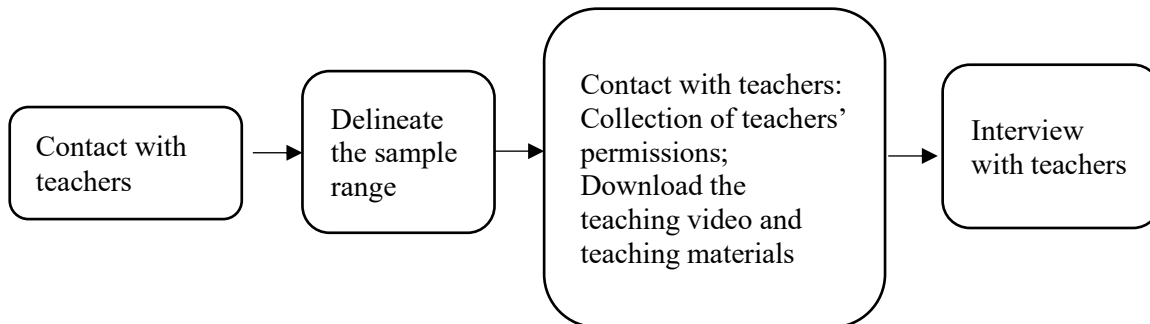 Contact with
teachers
Delineate
the sample
range
Contact with teachers:
Collection of teachers’
permissions;
Download the
teaching video and
teaching materials
Interview
with teachers